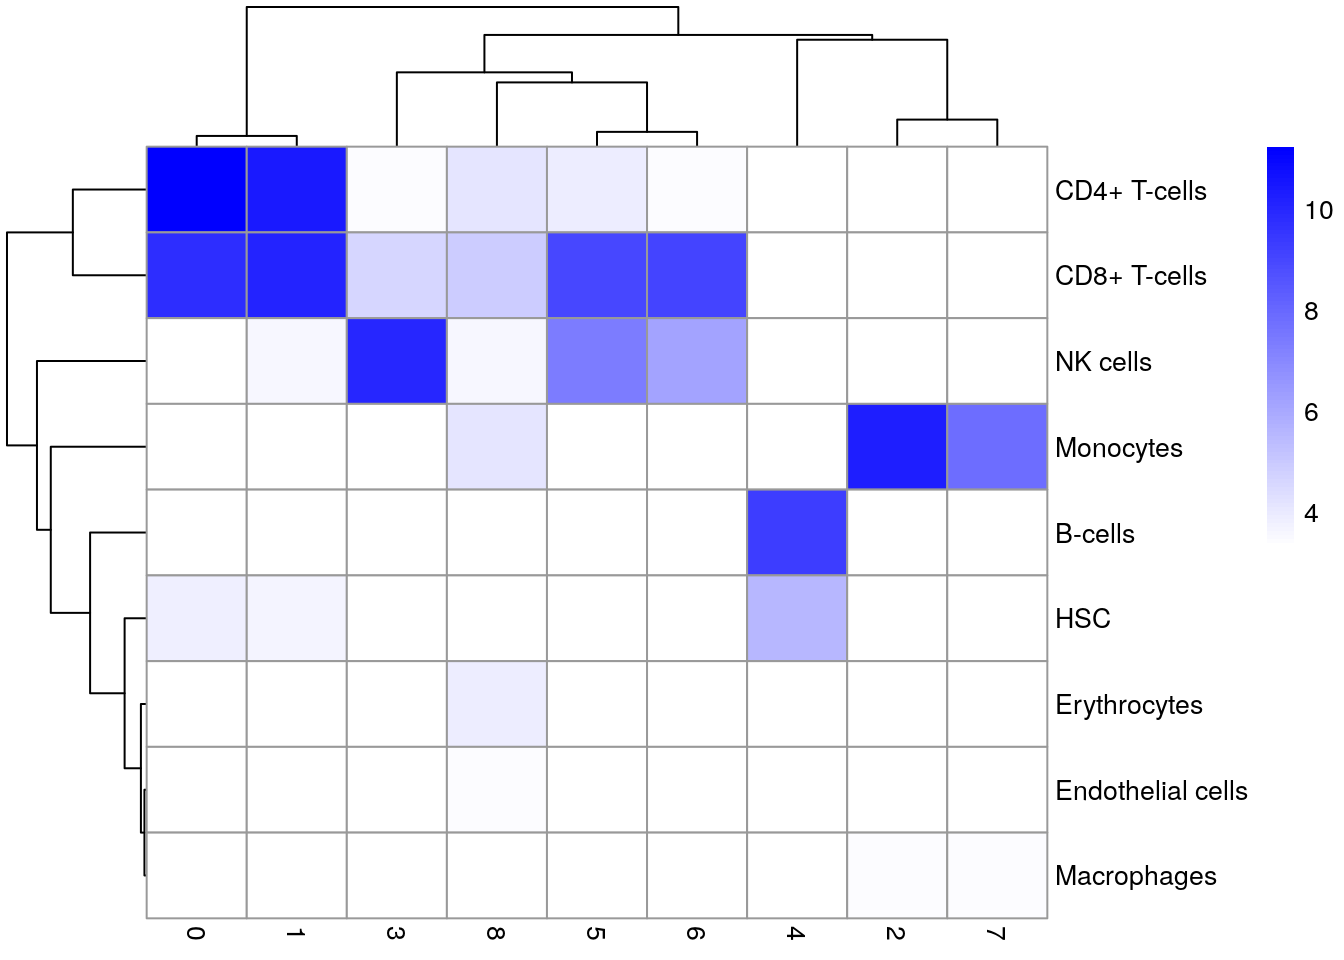 CD4+ T-cells
CD8+ T-cells
NK cells
Monocytes
B-cells
HSC
Erythrocytes
Endothelial cells
Macrophages
10
8
6
4
0 1 3 8 5 6 4 2 7